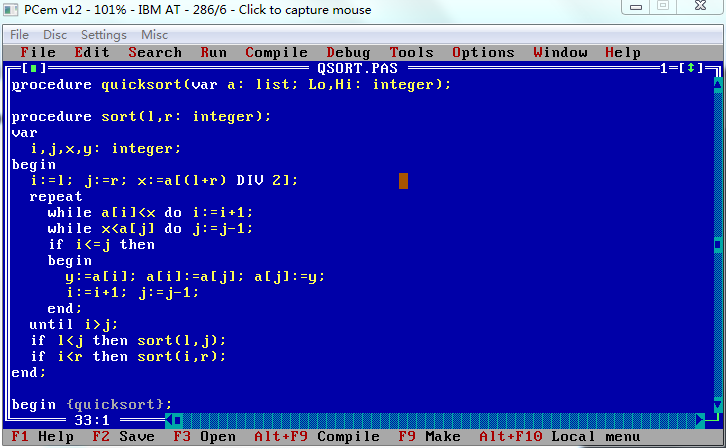 PCem v12 - 101% - IBM AT - 286/6 - Click to capture mouse
File Disc Settings Misc
File Edit Search Run Compile Debug Tools Options Window Help
[■] QSORT.PAS 1=[↕]
procedure quicksort(var a: list; Lo,Hi: integer);
procedure sort(l,r: integer);
var
i,j,x,y: integer;
begin
i:=l; j:=r; x:=a[(l+r) DIV 2];
repeat
while a[i]<x do i:=i+1;
while x<a[j] do j:=j-1;
if i<=j then
begin
y:=a[i]; a[i]:=a[j]; a[j]:=y;
i:=i+1; j:=j-1;
end;
until i>j;
if l<j then sort(l,j);
if i<r then sort(i,r);
end;
begin {quicksort};
33:1
F1 Help F2 Save F3 Open Alt+F9 Compile F9 Make Alt+F10 Local menu